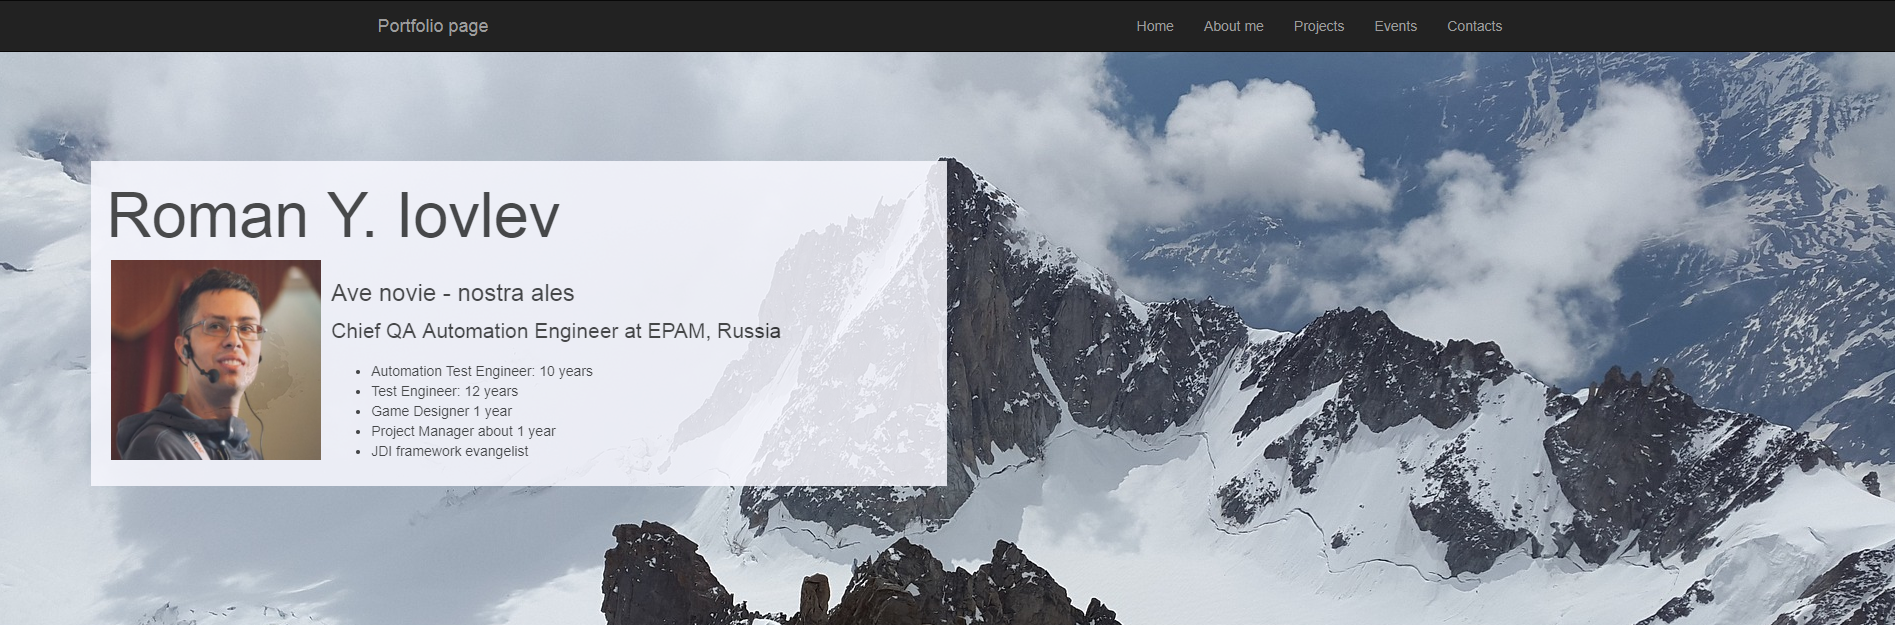 Portfolio page
Home About me Projects Events Contacts
Roman Y. Iovlev
Ave novie - nostra ales
Chief QA Automation Engineer at EPAM, Russia
Automation Test Engineer: 10 years
Test Engineer: 12 years
Game Designer 1 year
Project Manager about 1 year
JDI framework evangelist